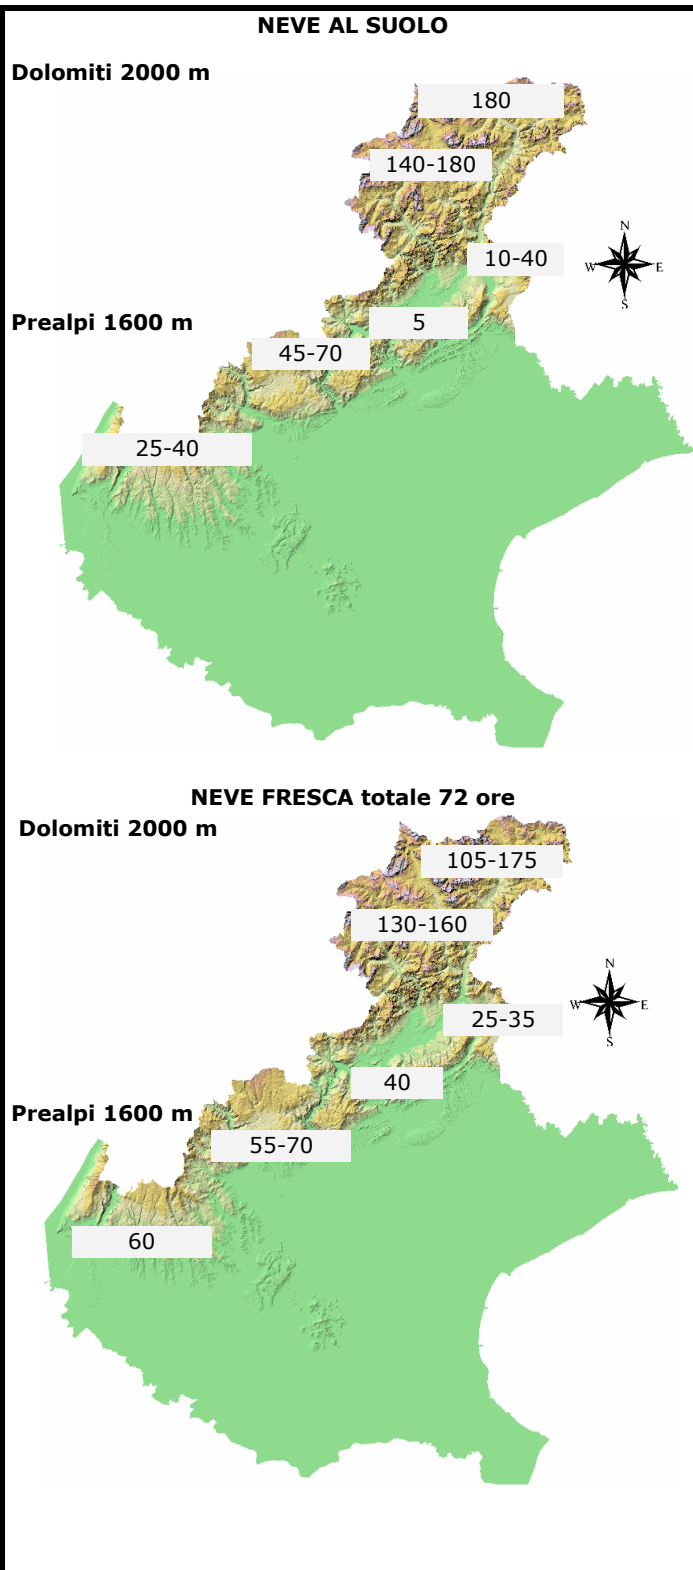 NEVE AL SUOLO
Dolomiti 2000 m
180
140-180
10-40
N
W E
S
Prealpi 1600 m
5
45-70
25-40
NEVE FRESCA totale 72 ore
Dolomiti 2000 m
105-175
130-160
N
W E
S
25-35
40
Prealpi 1600 m
55-70
60